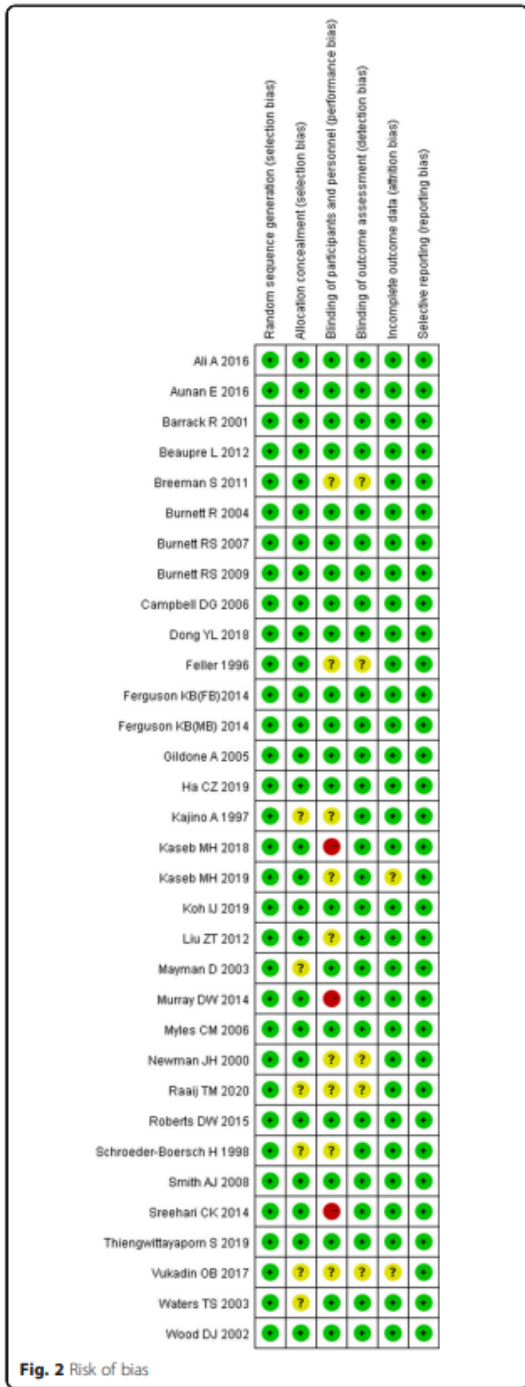 Random sequence generation (selection bias)
Allocation concealment (selection bias)
Blinding of participants and personnel (performance bias)
Blinding of outcome assessment (detection bias)
Incomplete outcome data (attrition bias)
Selective reporting (reporting bias)
Ali A 2016 + + + + + +
Aunan E 2016 + + + + + +
Barrack R 2001 + + + + + +
Beaupre L 2012 + + + + + +
Breeman S 2011 + + ? ? + +
Burnett R 2004 + + + + + +
Burnett RS 2007 + + + + + +
Burnett RS 2009 + + + + + +
Campbell DG 2006 + + + + + +
Dong YL 2018 + + + + + +
Feller 1996 + + ? ? + +
Ferguson KB(FB)2014 + + + + + +
Ferguson KB(MB) 2014 + + + + + +
Gildone A 2005 + + + + + +
Ha CZ 2019 + + + + + +
Kajino A 1997 + ? ? + + +
Kaseb MH 2018 + + - + + +
Kaseb MH 2019 + + ? + ? +
Koh IJ 2019 + + + + + +
Liu ZT 2012 + + ? + + +
Mayman D 2003 + ? + + + +
Murray DW 2014 + + - + + +
Myles CM 2006 + + + + + +
Newman JH 2000 + + ? ? + +
Raaij TM 2020 + ? ? ? + +
Roberts DW 2015 + + + + + +
Schroeder-Boersch H 1998 + ? ? + + +
Smith AJ 2008 + + + + + +
Sreehari CK 2014 + + - + + +
Thiengwittayaporn S 2019 + + + + + +
Vukadin OB 2017 + ? ? ? ? +
Waters TS 2003 + ? + + + +
Wood DJ 2002 + + + + + +
Fig. 2 Risk of bias